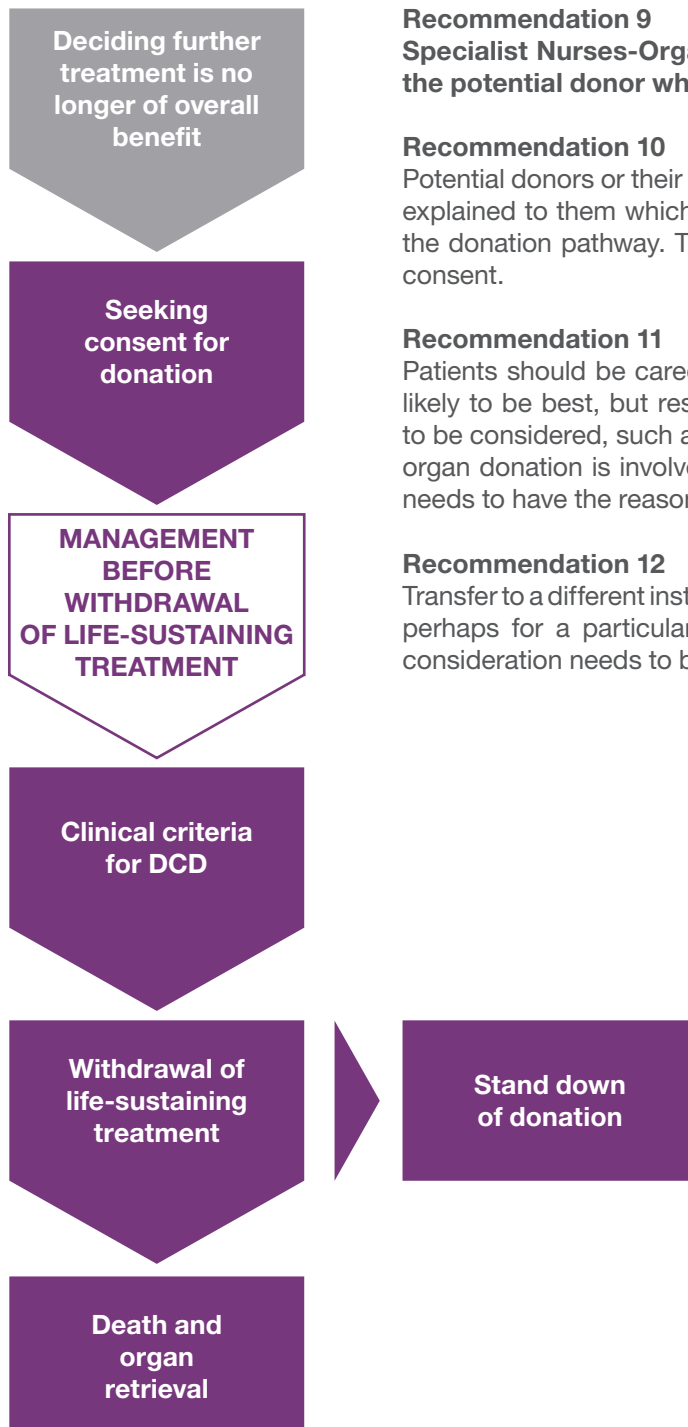 Deciding further
treatment is no
longer of overall
benefit
Seeking
consent for
donation
MANAGEMENT
BEFORE
WITHDRAWAL
OF LIFE-SUSTAINING
TREATMENT
Clinical criteria
for DCD
Withdrawal of
life-sustaining
treatment
Stand down
of donation
Death and
organ
retrieval
Recommendation 9
Specialist Nurses-Orga
the potential donor wh
Recommendation 10
Potential donors or their
explained to them which
the donation pathway. T
consent.
Recommendation 11
Patients should be cared
likely to be best, but res
to be considered, such a
organ donation is involve
needs to have the reason
Recommendation 12
Transfer to a different inst
perhaps for a particular
consideration needs to b